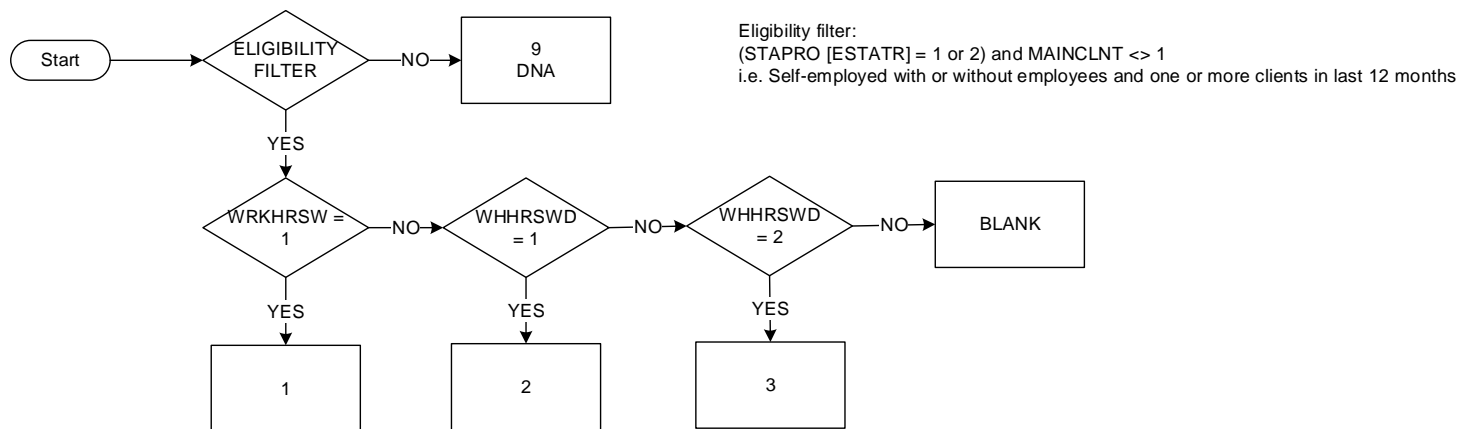 Start
ELIGIBILITY
FILTER
NO
9
DNA
Eligibility filter:
(STAPRO [ESTATR] = 1 or 2) and MAINCLNT <> 1
i.e. Self-employed with or without employees and one or more clients in last 12 months
YES
WRKHRSW =
1
NO
WHHRSWD
= 1
NO
WHHRSWD
= 2
NO
BLANK
YES
YES
YES
1
2
3